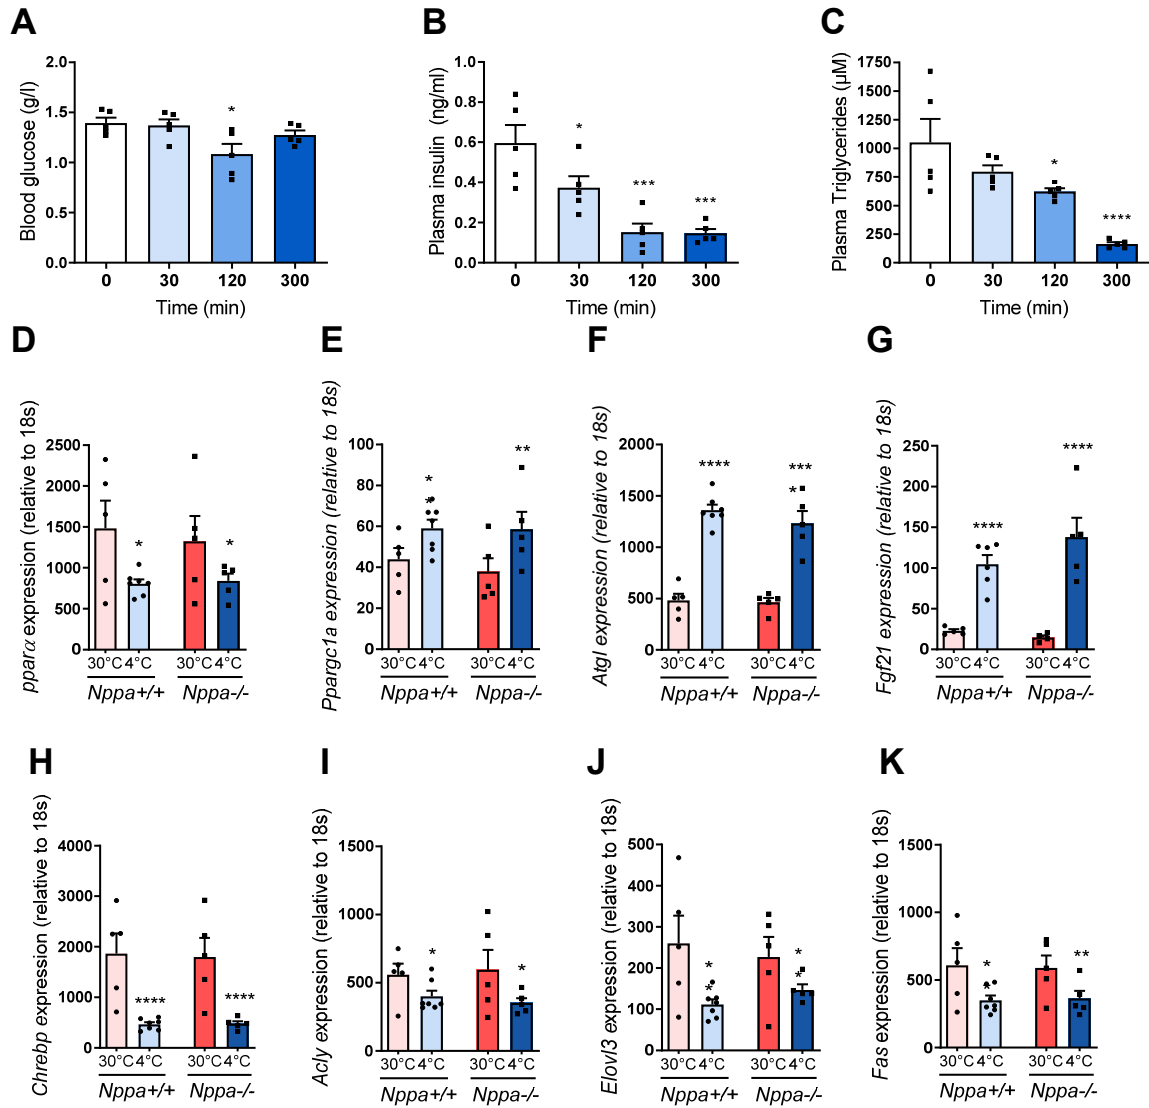 A
B
C
Blood glucose (g/l)
2.0
1.5
1.0
0.5
0.0
*
0 30 120 300
Time (min)
Plasma insulin (ng/ml)
1.0
0.8
0.6
0.4
0.2
0.0
*
***
***
0 30 120 300
Time (min)
Plasma Triglycerides (µM)
1750
1500
1250
1000
750
500
250
0
*
****
0 30 120 300
Time (min)
D
E
F
G
pparα expression (relative to 18s)
2500
2000
1500
1000
500
0
*
*
30°C 4°C 30°C 4°C
Nppa+/+ Nppa-/-
Ppargc1a expression (relative to 18s)
100
80
60
40
20
0
*
*
**
30°C 4°C 30°C 4°C
Nppa+/+ Nppa-/-
Atgl expression (relative to 18s)
2000
1500
1000
500
0
****
***
*
30°C 4°C 30°C 4°C
Nppa+/+ Nppa-/-
Fgf21 expression (relative to 18s)
250
200
150
100
50
0
****
****
30°C 4°C 30°C 4°C
Nppa+/+ Nppa-/-
H
I
J
K
Chrebp expression (relative to 18s)
4000
3000
2000
1000
0
****
****
30°C 4°C 30°C 4°C
Nppa+/+ Nppa-/-
Acly expression (relative to 18s)
1500
1000
500
0
*
*
30°C 4°C 30°C 4°C
Nppa+/+ Nppa-/-
Elovl3 expression (relative to 18s)
500
400
300
200
100
0
*
*
*
*
30°C 4°C 30°C 4°C
Nppa+/+ Nppa-/-
Fas expression (relative to 18s)
1500
1000
500
0
*
**
30°C 4°C 30°C 4°C
Nppa+/+ Nppa-/-